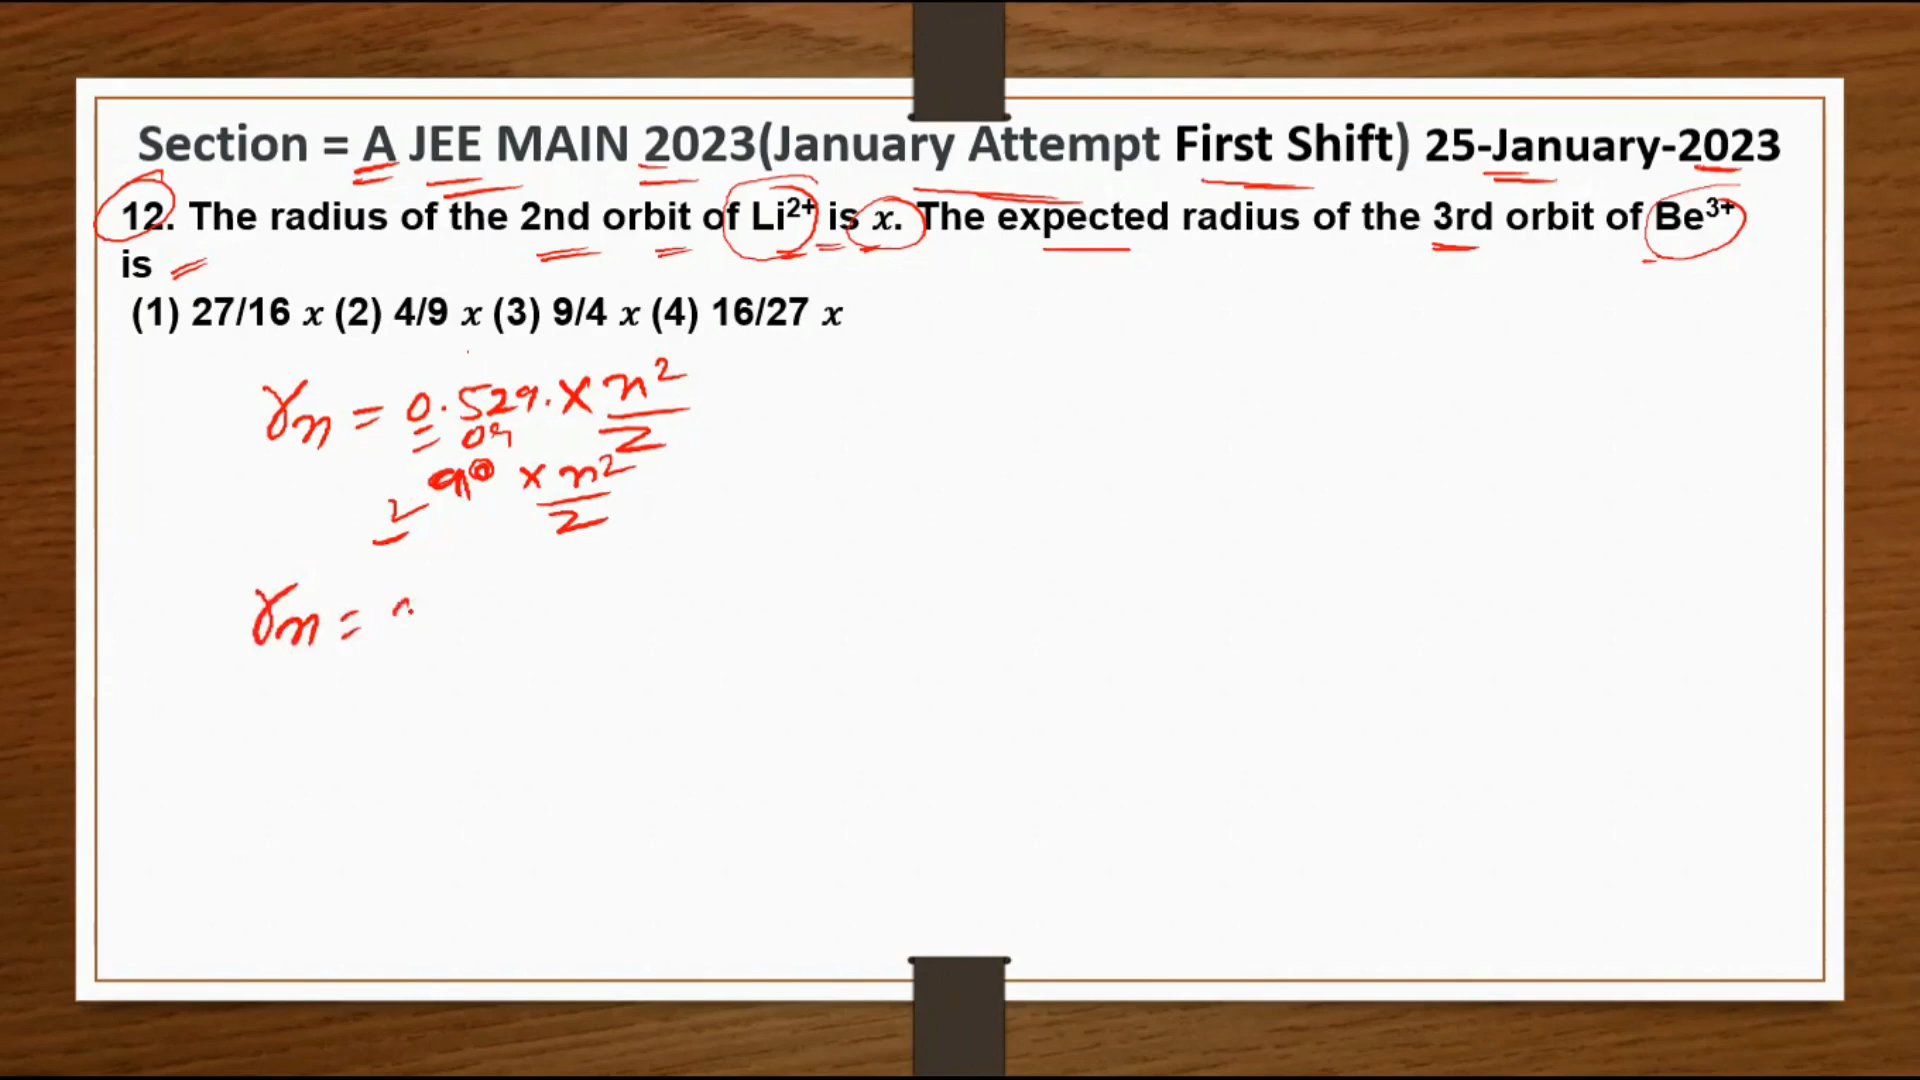 Section = A JEE MAIN 2023(January Attempt First Shift) 25-January-2023
12. The radius of the 2nd orbit of Li²⁺ is x. The expected radius of the 3rd orbit of Be³⁺
is
(1) 27/16 x (2) 4/9 x (3) 9/4 x (4) 16/27 x
rn = 0.529. × n²/Z
a₀ × n²/Z
rn =